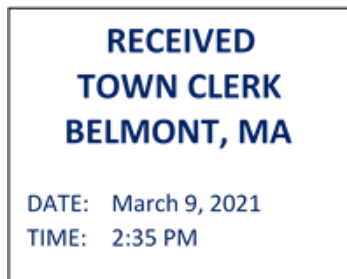 RECEIVED
TOWN CLERK
BELMONT, MA
DATE: March 9, 2021
TIME: 2:35 PM